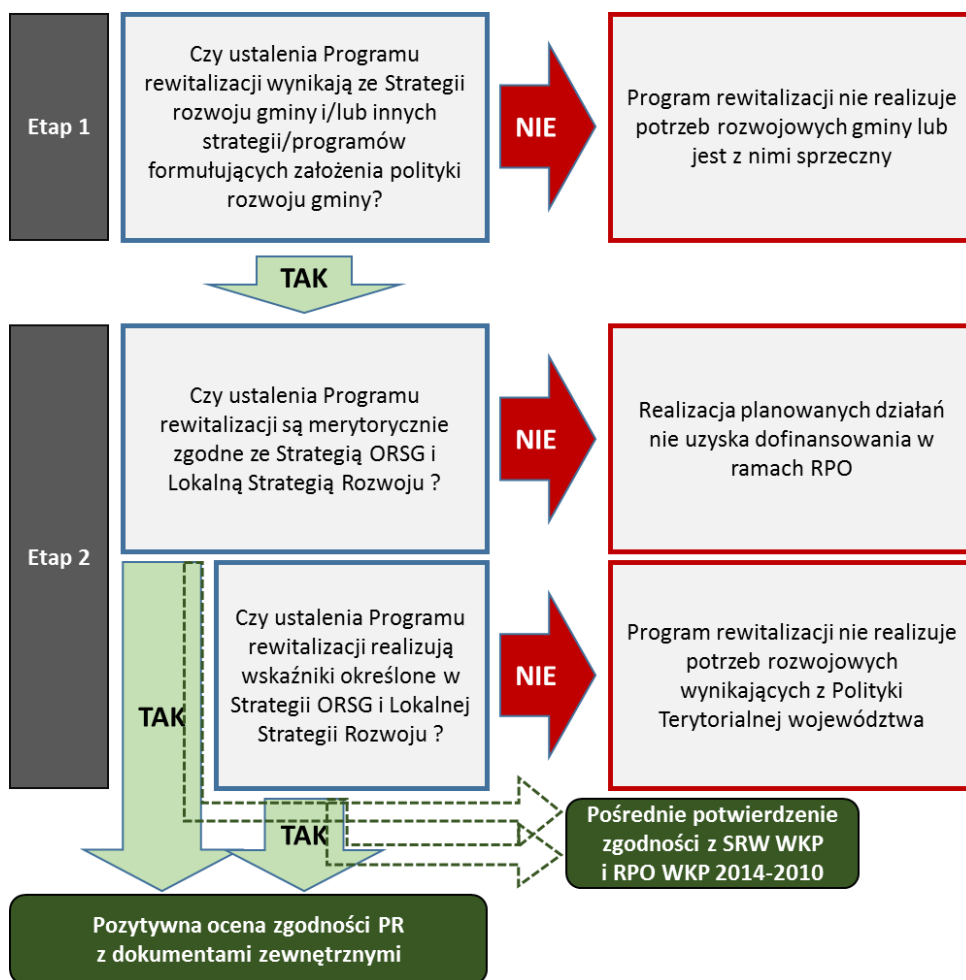 Etap 1
Czy ustalenia Programu
rewitalizacji wynikają ze Strategii
rozwoju gminy i/lub innych
strategii/programów
formułujących założenia polityki
rozwoju gminy?
NIE
Program rewitalizacji nie realizuje
potrzeb rozwojowych gminy lub
jest z nimi sprzeczny
TAK
Etap 2
Czy ustalenia Programu
rewitalizacji są merytorycznie
zgodne ze Strategią ORSG i
Lokalną Strategią Rozwoju ?
NIE
Realizacja planowanych działań
nie uzyska dofinansowania w
ramach RPO
TAK
Czy ustalenia Programu
rewitalizacji realizują
wskaźniki określone w
Strategii ORSG i Lokalnej
Strategii Rozwoju ?
NIE
Program rewitalizacji nie realizuje
potrzeb rozwojowych
wynikających z Polityki
Terytorialnej województwa
TAK
Pośrednie potwierdzenie
zgodności z SRW WKP
i RPO WKP 2014-2010
Pozytywna ocena zgodności PR
z dokumentami zewnętrznymi